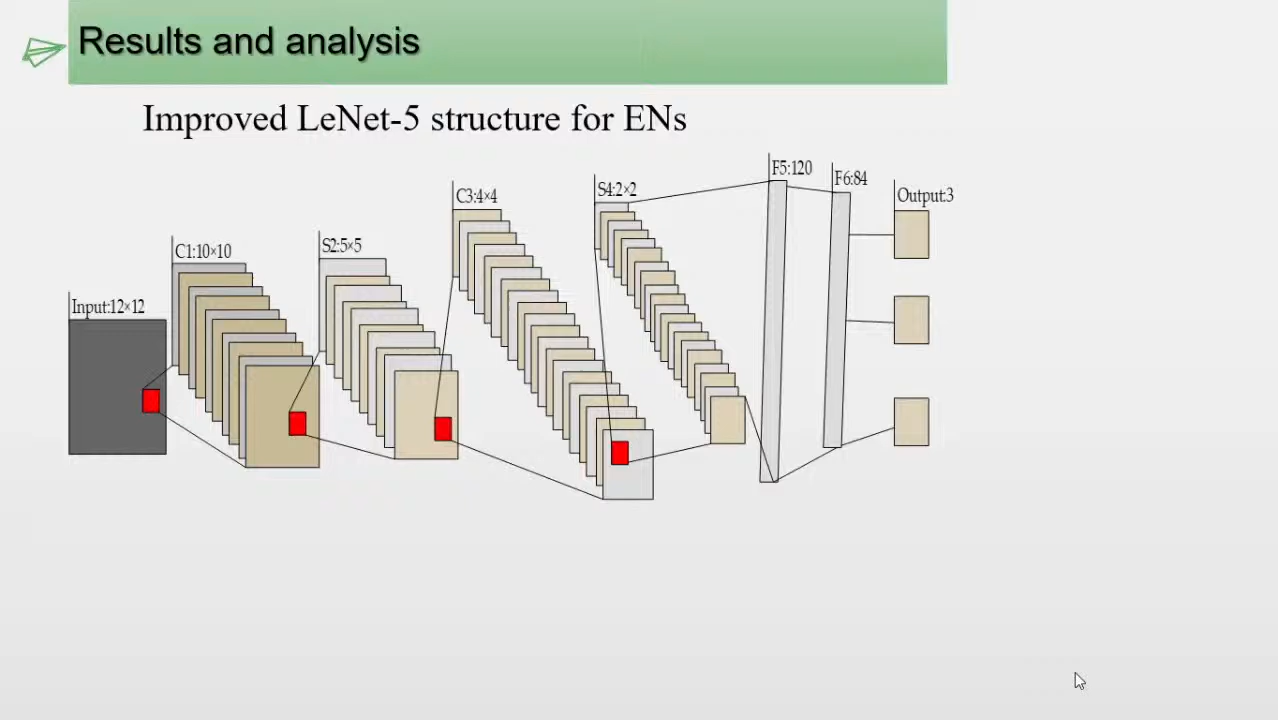 Results and analysis
Improved LeNet-5 structure for ENs
Input:12×12
C1:10×10
S2:5×5
C3:4×4
S4:2×2
F5:120
F6:84
Output:3